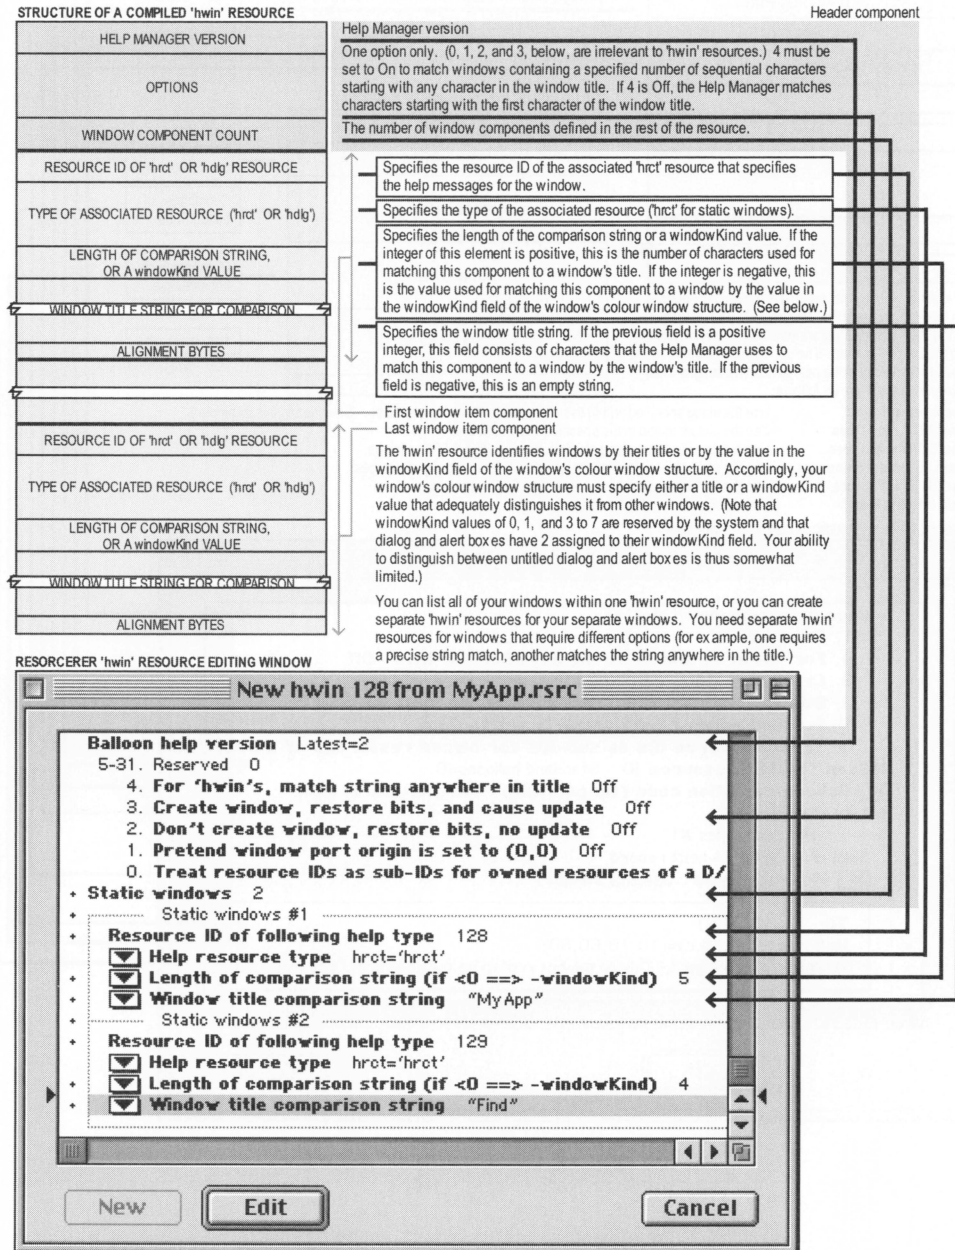 STRUCTURE OF A COMPILED 'hwin' RESOURCE
Header component
HELP MANAGER VERSION
OPTIONS
WINDOW COMPONENT COUNT
RESOURCE ID OF 'hrct' OR 'hdlg' RESOURCE
TYPE OF ASSOCIATED RESOURCE ('hrct' OR 'hdlg')
LENGTH OF COMPARISON STRING,
OR A windowKind VALUE
WINDOW TITLE STRING FOR COMPARISON
ALIGNMENT BYTES
RESOURCE ID OF 'hrct' OR 'hdlg' RESOURCE
TYPE OF ASSOCIATED RESOURCE ('hrct' OR 'hdlg')
LENGTH OF COMPARISON STRING,
OR A windowKind VALUE
WINDOW TITLE STRING FOR COMPARISON
ALIGNMENT BYTES
Help Manager version
One option only. (0, 1, 2, and 3, below, are irrelevant to 'hwin' resources.) 4 must be
set to On to match windows containing a specified number of sequential characters
starting with any character in the window title. If 4 is Off, the Help Manager matches
characters starting with the first character of the window title.
The number of window components defined in the rest of the resource.
Specifies the resource ID of the associated 'hrct' resource that specifies
the help messages for the window.
Specifies the type of the associated resource ('hrct' for static windows).
Specifies the length of the comparison string or a windowKind value. If the
integer of this element is positive, this is the number of characters used for
matching this component to a window's title. If the integer is negative, this
is the value used for matching this component to a window by the value in
the windowKind field of the window's colour window structure. (See below.)
Specifies the window title string. If the previous field is a positive
integer, this field consists of characters that the Help Manager uses to
match this component to a window by the window's title. If the previous
field is negative, this is an empty string.
First window item component
Last window item component
The 'hwin' resource identifies windows by their titles or by the value in the
windowKind field of the window's colour window structure. Accordingly, your
window's colour window structure must specify either a title or a windowKind
value that adequately distinguishes it from other windows. (Note that
windowKind values of 0, 1, and 3 to 7 are reserved by the system and that
dialog and alert boxes have 2 assigned to their windowKind field. Your ability
to distinguish between untitled dialog and alert boxes is thus somewhat
limited.)
You can list all of your windows within one 'hwin' resource, or you can create
separate 'hwin' resources for your separate windows. You need separate 'hwin'
resources for windows that require different options (for example, one requires
a precise string match, another matches the string anywhere in the title.)
RESORCERER 'hwin' RESOURCE EDITING WINDOW
New hwin 128 from MyApp.rsrc
Balloon help version Latest=2
5-31. Reserved 0
4. For 'hwin's, match string anywhere in title Off
3. Create window, restore bits, and cause update Off
2. Don't create window, restore bits, no update Off
1. Pretend window port origin is set to (0,0) Off
0. Treat resource IDs as sub-IDs for owned resources of a D/
Static windows 2
Static windows #1
Resource ID of following help type 128
Help resource type hrct='hrct'
Length of comparison string (if <0 ==> -windowKind) 5
Window title comparison string "MyApp"
Static windows #2
Resource ID of following help type 129
Help resource type hrct='hrct'
Length of comparison string (if <0 ==> -windowKind) 4
Window title comparison string "Find"
New
Edit
Cancel